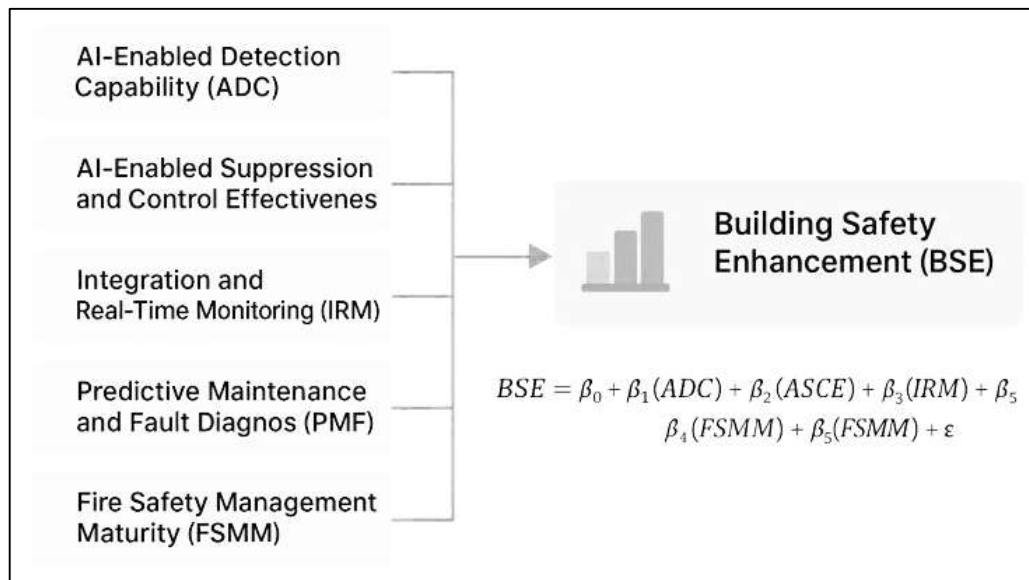 AI-Enabled Detection
Capability (ADC)
AI-Enabled Suppression
and Control Effectivenes
Integration and
Real-Time Monitoring (IRM)
Predictive Maintenance
and Fault Diagnos (PMF)
Fire Safety Management
Maturity (FSMM)
Building Safety
Enhancement (BSE)
BSE = β₀ + β₁(ADC) + β₂(ASCE) + β₃(IRM) + β₅
β₄(FSMM) + β₅(FSMM) + ε